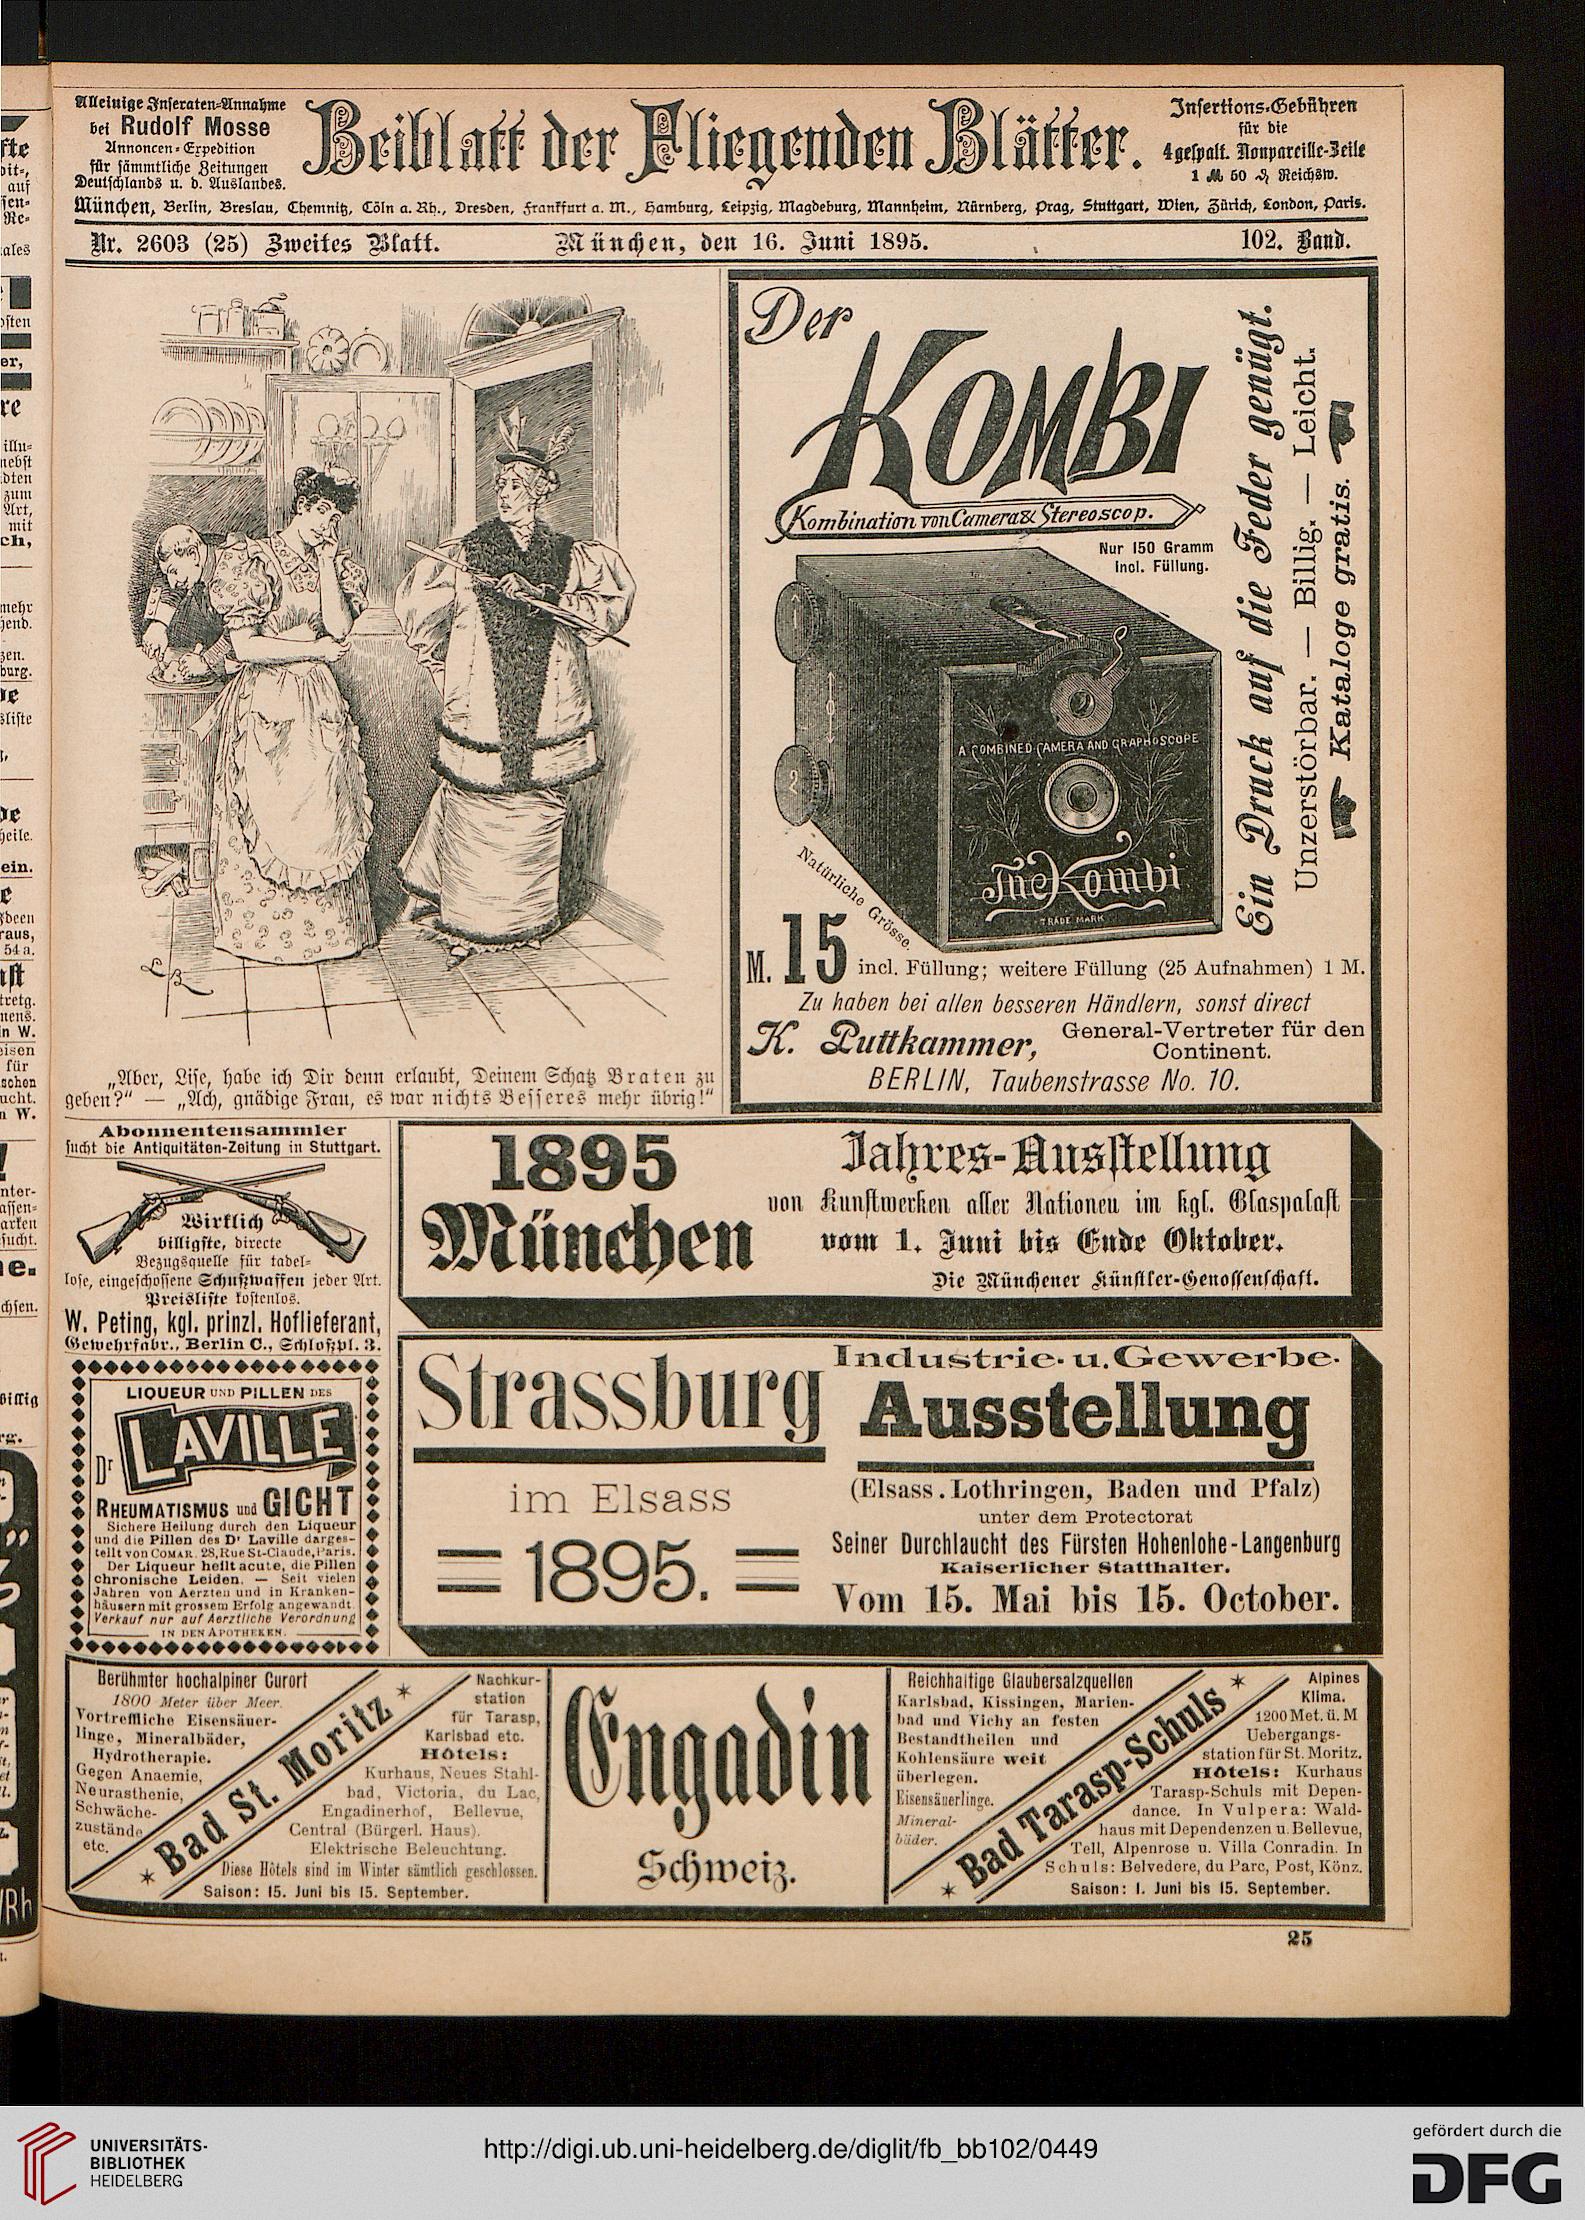 Alleinige Inseraten-Annahme
bei Rudolf Mosse
Annoncen-Expedition
für sämmtliche Zeitungen
Deutschlands u. d. Auslandes.
Beiblatt der Fliegenden Blätter.
Insertions-Gebühren
für die
4gespalt. Nonpareille-Zeile
1 ℳ 50 ₰ Reichsw.
München, Berlin, Breslau, Chemnitz, Cöln a. Rh., Dresden, Frankfurt a. M., Hamburg, Leipzig, Magdeburg, Mannheim, Nürnberg, Prag, Stuttgart, Wien, Zürich, London, Paris.
Nr. 2603 (25) Zweites Blatt. München, den 16. Juni 1895. 102. Band.
„Aber, Lise, habe ich Dir denn erlaubt, Deinem Schatz Braten zu
geben?“ — „Ach, gnädige Frau, es war nichts Besseres mehr übrig!“
Der
KOMBI
Kombination von Camera & Stereoscop.
Nur 150 Gramm
incl. Füllung.
A COMBINED CAMERA AND GRAPHOSCOPE
The Kombi
TRADE MARK
1
2
Natürliche Grösse.
Ein Druck auf die Feder genügt.
Unzerstörbar. — Billig. — Leicht.
Kataloge gratis.
M. 15 incl. Füllung; weitere Füllung (25 Aufnahmen) 1 M.
Zu haben bei allen besseren Händlern, sonst direct
K. Puttkammer, General-Vertreter für den
Continent.
BERLIN, Taubenstrasse No. 10.
Abonnentensammler
sucht die Antiquitäten-Zeitung in Stuttgart.
Wirklich
billigste, directe
Bezugsquelle für tadel-
lose, eingeschossene Schußwaffen jeder Art.
Preisliste kostenlos.
W. Peting, kgl. prinzl. Hoflieferant,
Gewehrfabr., Berlin C., Schloßpl. 3.
LIQUEUR UND PILLEN DES
Dr LAVILLE
RHEUMATISMUS und GICHT
Sichere Heilung durch den Liqueur
und die Pillen des Dr Laville darges-
tellt von COMAR, 28, Rue St-Claude, Paris.
Der Liqueur heilt acute, die Pillen
chronische Leiden. — Seit vielen
Jahren von Aerzten und in Kranken-
häusern mit grossem Erfolg angewandt.
Verkauf nur auf Aerztliche Verordnung
IN DEN APOTHEKEN.
1895
München
Jahres-Ausstellung
von Kunstwerken aller Nationen im kgl. Glaspalast
vom 1. Juni bis Ende Oktober.
Die Münchener Künstler-Genossenschaft.
Strassburg
im Elsass
1895.
Industrie- u. Gewerbe-
Ausstellung
(Elsass-Lothringen, Baden und Pfalz)
unter dem Protectorat
Seiner Durchlaucht des Fürsten Hohenlohe-Langenburg
Kaiserlicher Statthalter.
Vom 15. Mai bis 15. October.
Berühmter hochalpiner Curort
1800 Meter über Meer.
Vortreffliche Eisensäuer-
linge, Mineralbäder,
Hydrotherapie.
Gegen Anaemie,
Neurasthenie,
Schwäche-
zustände
etc.
* Bad St. Moritz *
Nachkur-
station
für Tarasp,
Karlsbad etc.
Hôtels:
Kurhaus, Neues Stahl-
bad, Victoria, du Lac,
Engadinerhof, Bellevue,
Central (Bürgerl. Haus).
Elektrische Beleuchtung.
Diese Hôtels sind im Winter sämtlich geschlossen.
Saison: 15. Juni bis 15. September.
Engadin
Schweiz.
Reichhaltige Glaubersalzquellen
Karlsbad, Kissingen, Marien-
bad und Vichy an festen
Bestandtheilen und
Kohlensäure weit
überlegen.
Eisensäuerlinge.
Mineral-
bäder.
* Bad Tarasp-Schuls *
Alpines
Klima.
1200 Met. ü. M
Uebergangs-
station für St. Moritz.
Hôtels: Kurhaus
Tarasp-Schuls mit Depen-
dance. In Vulpera: Wald-
haus mit Dependenzen u. Bellevue,
Tell, Alpenrose u. Villa Conradin. In
Schuls: Belvedere, du Parc, Post, Könz.
Saison: 1. Juni bis 15. September.
25
UNIVERSITÄTS-
BIBLIOTHEK
HEIDELBERG
http://digi.ub.uni-heidelberg.de/diglit/fb_bb102/0449
gefördert durch die
DFG